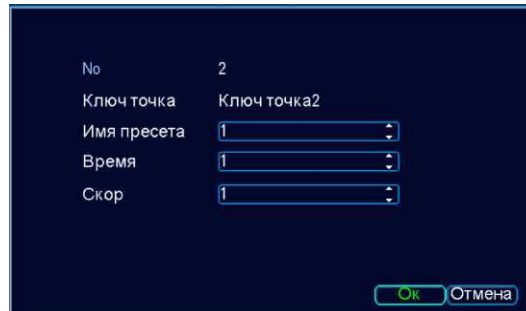 No 2
Ключ точка Ключ точка2
Имя пресета 1
Время 1
Скор 1
Ок Отмена